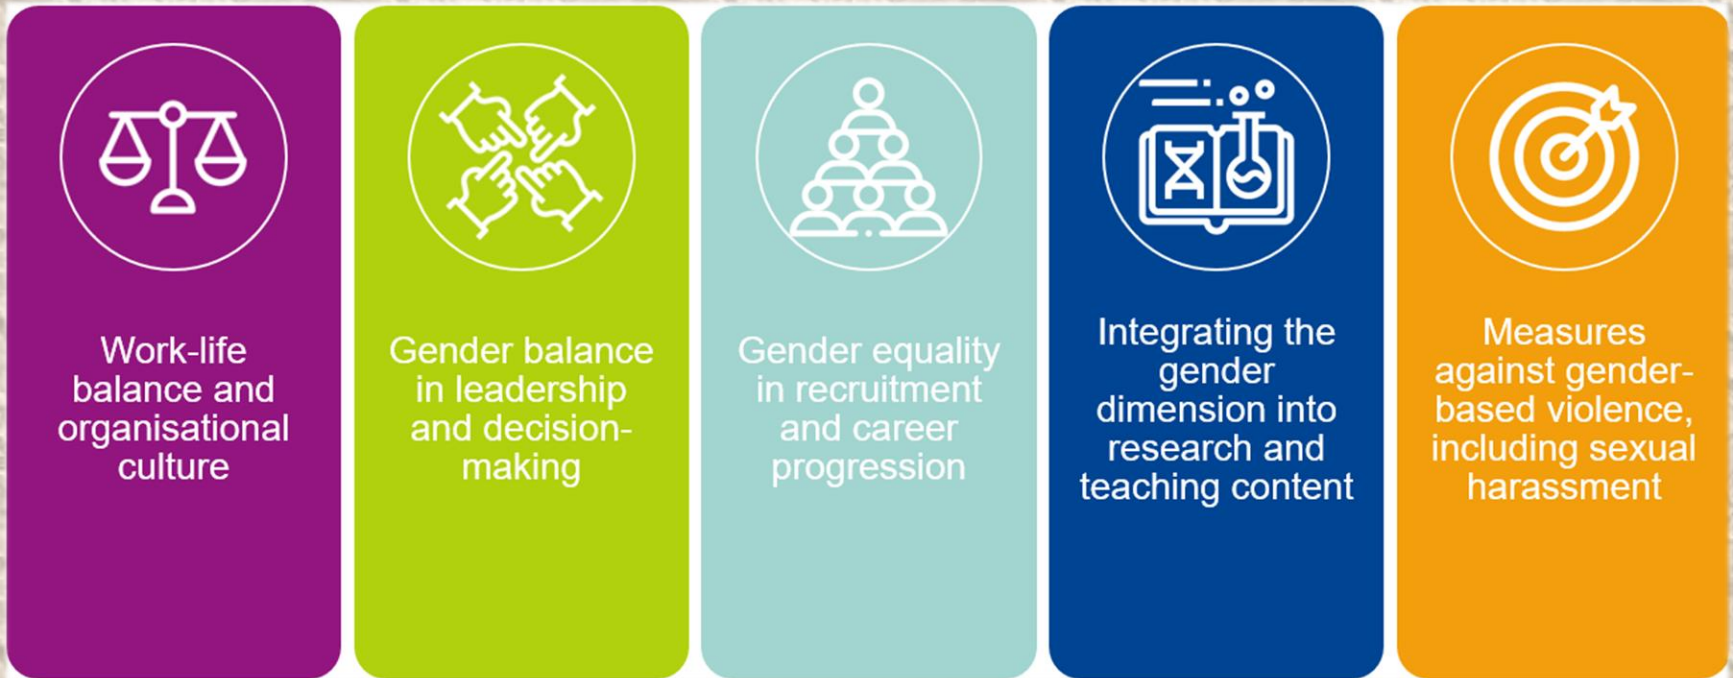 Work-life
balance and
organisational
culture
Gender balance
in leadership
and decision-
making
Gender equality
in recruitment
and career
progression
Integrating the
gender
dimension into
research and
teaching content
Measures
against gender-
based violence,
including sexual
harassment